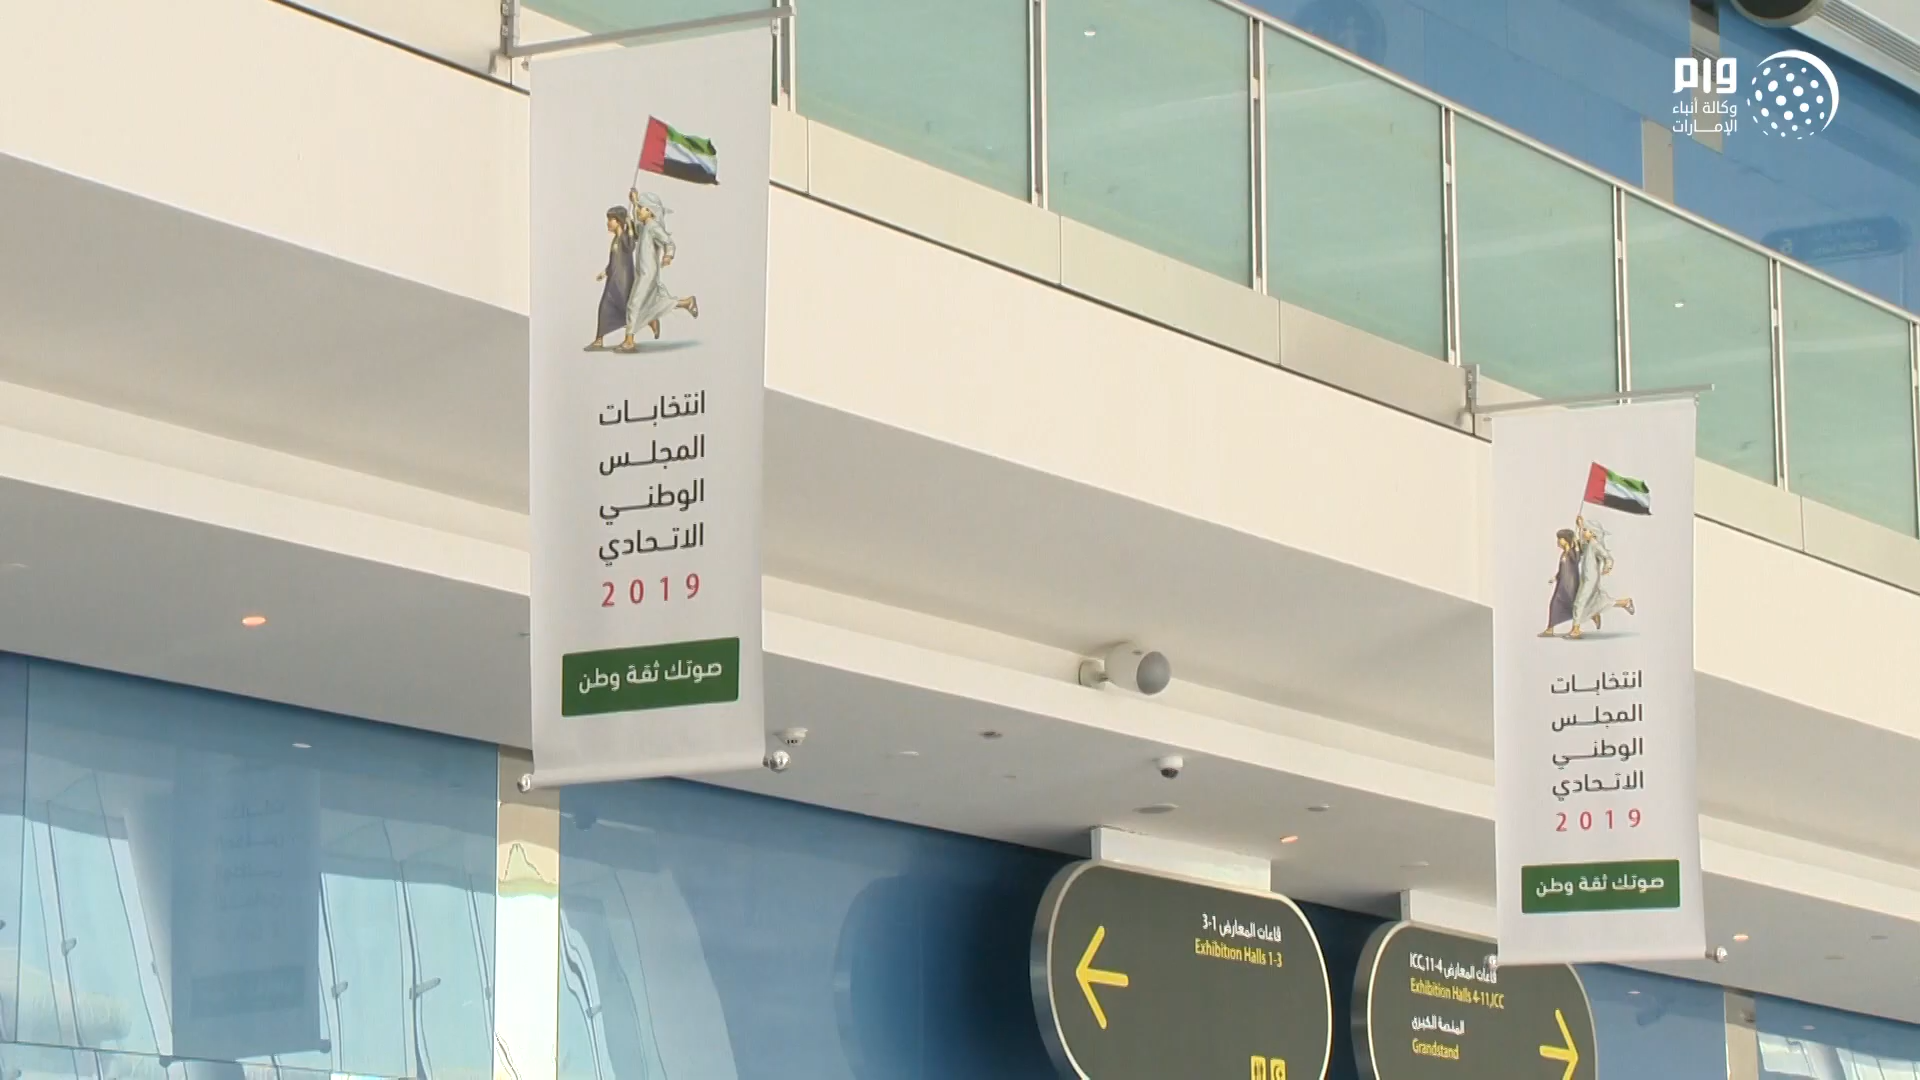 وام
وكالة أنباء
الإمارات
انتخابات
المجلس
الوطني
الاتحادي
2019
صوتك ثقة وطن
انتخابات
المجلس
الوطني
الاتحادي
2019
صوتك ثقة وطن
قاعات المعارض 1-3
Exhibition Halls 1-3
قاعات المعارض 4-11,ICC
Exhibition Halls 4-11,ICC
المنصة الكبرى
Grandstand